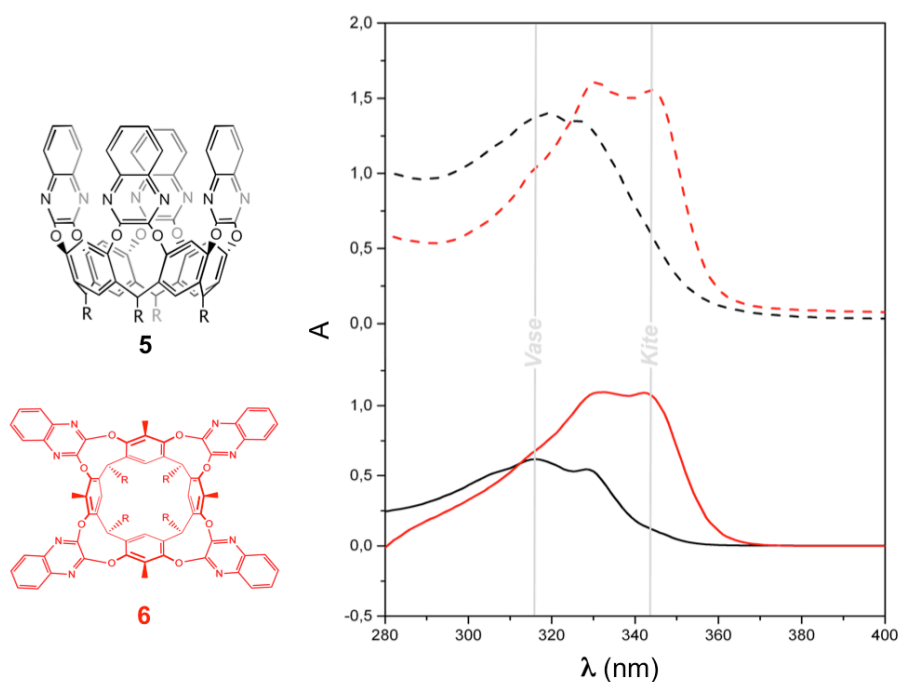 N N N N N N N N
O O O O O O O O
R R R R
5
N O O N
N O O N
R R
R R
N O O N
N O O N
6
A
2,0
1,5
1,0
0,5
0,0
1,0
0,5
0,0
-0,5
Vase
Kite
280 300 320 340 360 380 400
λ (nm)